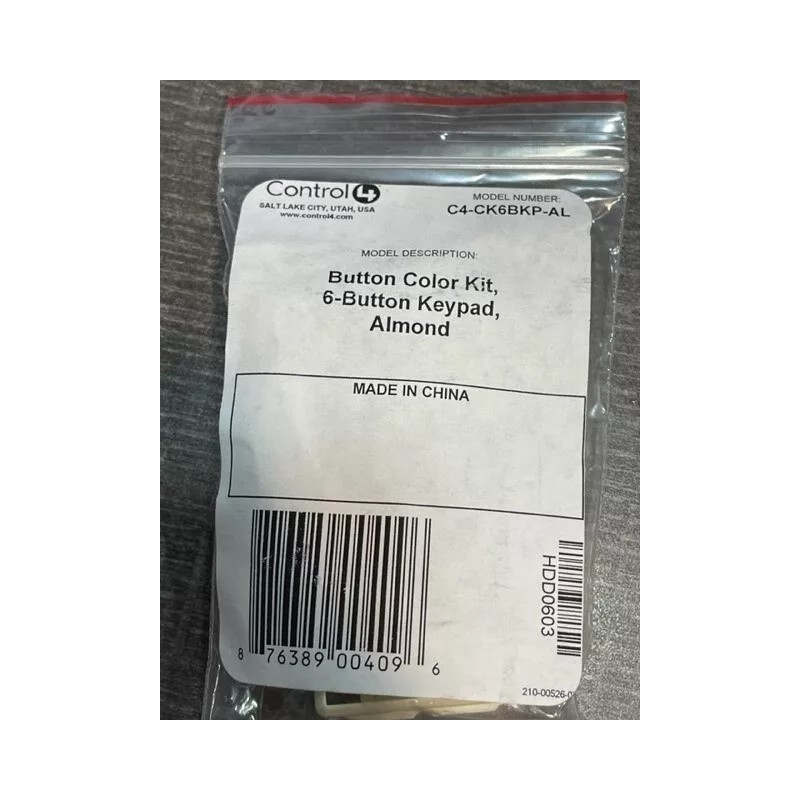 Control4
SALT LAKE CITY, UTAH, USA
www.control4.com
MODEL NUMBER:
C4-CK6BKP-AL
MODEL DESCRIPTION:
Button Color Kit,
6-Button Keypad,
Almond
MADE IN CHINA
HDD0603
8 76389 00409 6